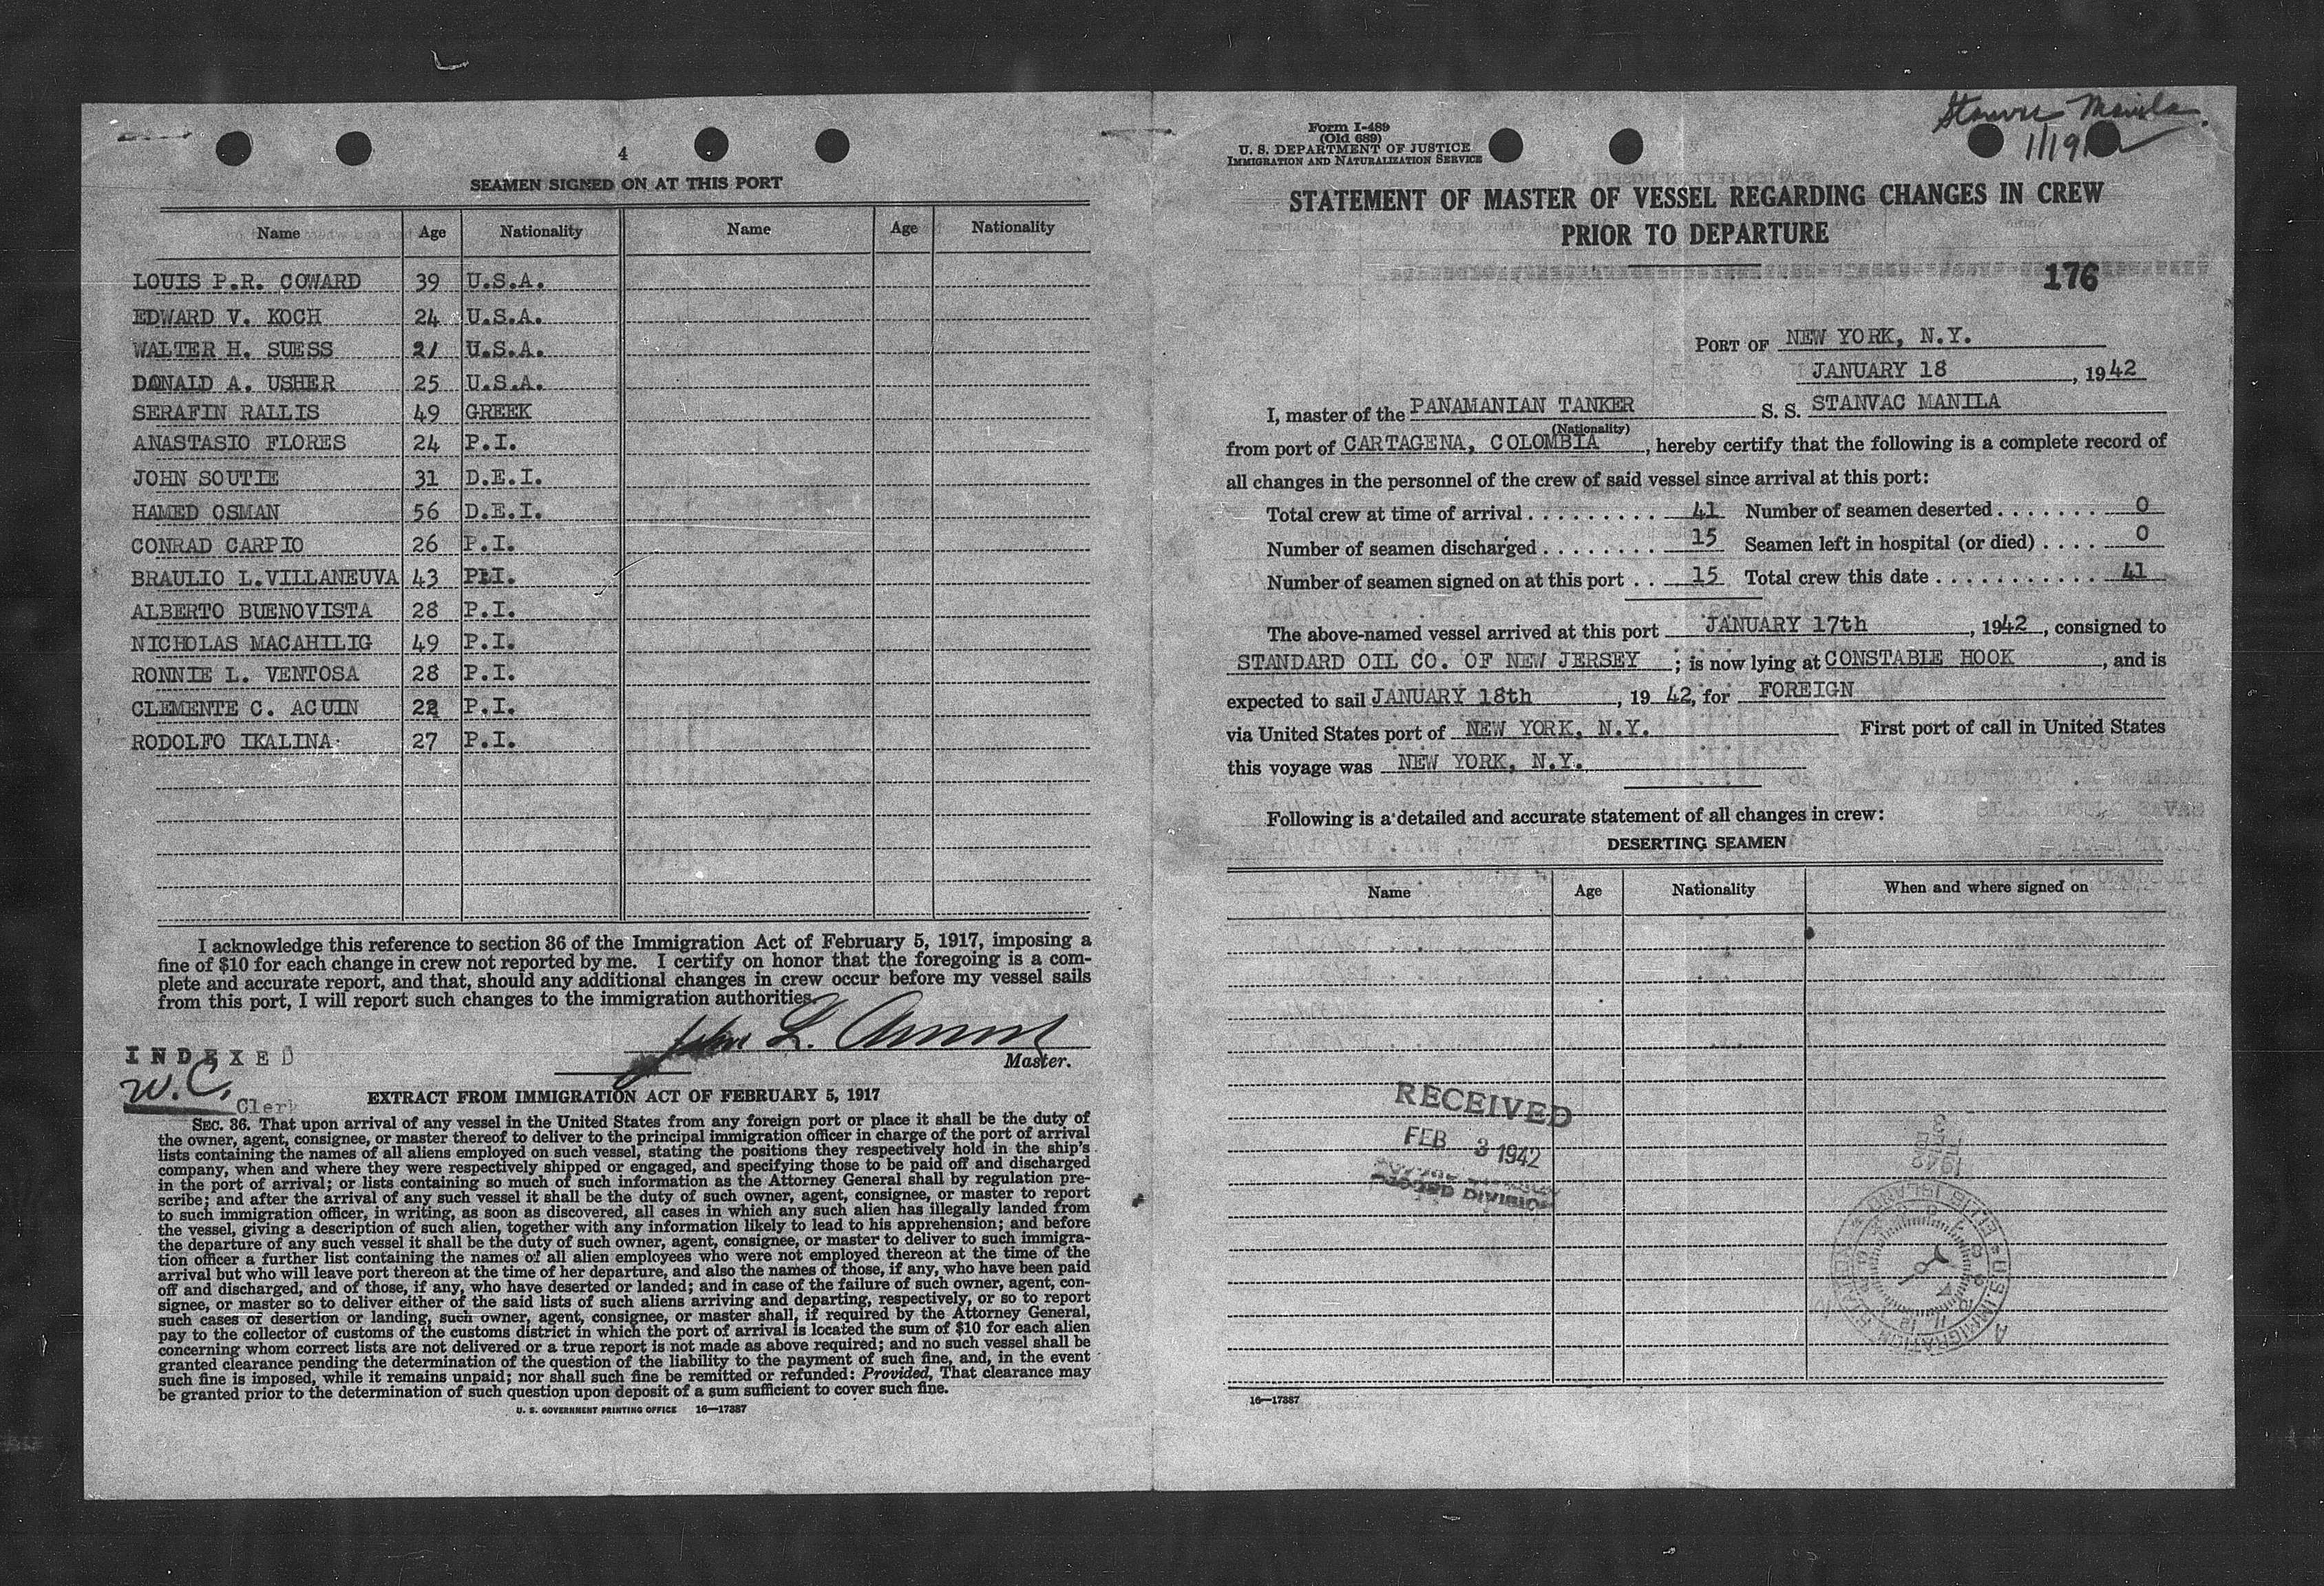 4
SEAMEN SIGNED ON AT THIS PORT
Name Age Nationality Name Age Nationality
LOUIS P.R. COWARD 39 U.S.A.
EDWARD V. KOCH 24 U.S.A.
WALTER H. SUESS 21 U.S.A.
DONALD A. USHER 25 U.S.A.
SERAFIN RALLIS 49 GREEK
ANASTASIO FLORES 24 P.I.
JOHN SOUTIE 31 D.E.I.
HAMED OSMAN 56 D.E.I.
CONRAD CARPIO 26 P.I.
BRAULIO L. VILLANEUVA 43 P.I.
ALBERTO BUENOVISTA 28 P.I.
NICHOLAS MACAHILIG 49 P.I.
RONNIE L. VENTOSA 28 P.I.
CLEMENTE C. ACUIN 22 P.I.
RODOLFO IKALINA 27 P.I.
I acknowledge this reference to section 36 of the Immigration Act of February 5, 1917, imposing a
fine of $10 for each change in crew not reported by me. I certify on honor that the foregoing is a com-
plete and accurate report, and that, should any additional changes in crew occur before my vessel sails
from this port, I will report such changes to the immigration authorities.
John L.
Master.
INDEXED
W.C.
Clerk
EXTRACT FROM IMMIGRATION ACT OF FEBRUARY 5, 1917
SEC. 36. That upon arrival of any vessel in the United States from any foreign port or place it shall be the duty of
the owner, agent, consignee, or master thereof to deliver to the principal immigration officer in charge of the port of arrival
lists containing the names of all aliens employed on such vessel, stating the positions they respectively hold in the ship's
company, when and where they were respectively shipped or engaged, and specifying those to be paid off and discharged
in the port of arrival; or lists containing so much of such information as the Attorney General shall by regulation pre-
scribe; and after the arrival of any such vessel it shall be the duty of such owner, agent, consignee, or master to report
to such immigration officer, in writing, as soon as discovered, all cases in which any such alien has illegally landed from
the vessel, giving a description of such alien, together with any information likely to lead to his apprehension; and before
the departure of any such vessel it shall be the duty of such owner, agent, consignee, or master to deliver to such immigra-
tion officer a further list containing the names of all alien employees who were not employed thereon at the time of the
arrival but who will leave port thereon at the time of her departure, and also the names of those, if any, who have been paid
off and discharged, and of those, if any, who have deserted or landed; and in case of the failure of such owner, agent, con-
signee, or master so to deliver either of the said lists of such aliens arriving and departing, respectively, or so to report
such cases of desertion or landing, such owner, agent, consignee, or master shall, if required by the Attorney General,
pay to the collector of customs of the customs district in which the port of arrival is located the sum of $10 for each alien
concerning whom correct lists are not delivered or a true report is not made as above required; and no such vessel shall be
granted clearance pending the determination of the question of the liability to the payment of such fine, and, in the event
such fine is imposed, while it remains unpaid; nor shall such fine be remitted or refunded: Provided, That clearance may
be granted prior to the determination of such question upon deposit of a sum sufficient to cover such fine.
U. S. GOVERNMENT PRINTING OFFICE 16—17887
Manila
Form I-489
(Old 689)
U. S. DEPARTMENT OF JUSTICE
IMMIGRATION AND NATURALIZATION SERVICE
STATEMENT OF MASTER OF VESSEL REGARDING CHANGES IN CREW
PRIOR TO DEPARTURE
176
PORT OF NEW YORK, N.Y.
JANUARY 18, 1942
I, master of the PANAMANIAN TANKER S. S. STANVAC MANILA
(Nationality)
from port of CARTAGENA, COLOMBIA, hereby certify that the following is a complete record of
all changes in the personnel of the crew of said vessel since arrival at this port:
Total crew at time of arrival . . . . . . . . . 41 Number of seamen deserted . . . . . . . 0
Number of seamen discharged . . . . . . . . 15 Seamen left in hospital (or died) . . . . 0
Number of seamen signed on at this port . . 15 Total crew this date . . . . . . . . . . . 41
The above-named vessel arrived at this port JANUARY 17th, 1942, consigned to
STANDARD OIL CO. OF NEW JERSEY; is now lying at CONSTABLE HOOK, and is
expected to sail JANUARY 18th, 1942, for FOREIGN
via United States port of NEW YORK, N.Y. First port of call in United States
this voyage was NEW YORK, N.Y.
Following is a detailed and accurate statement of all changes in crew:
DESERTING SEAMEN
Name Age Nationality When and where signed on
RECEIVED
FEB 3 1942
RECORD DIVISION
FEB 3 1942
U.S. IMMIGRATION ELLIS ISLAND
16—17887